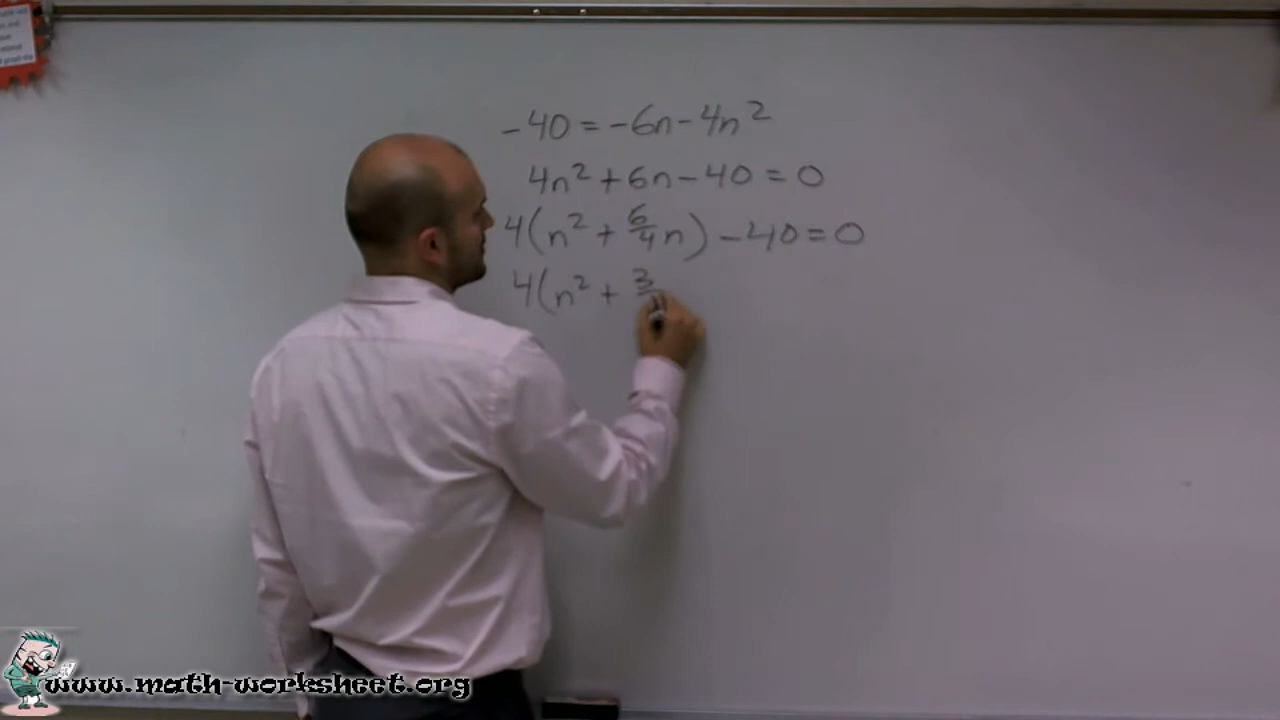 -40 = -6n - 4n²
4n² + 6n - 40 = 0
4(n² + 6/4 n) - 40 = 0
4(n² + 3/
www.math-worksheet.org